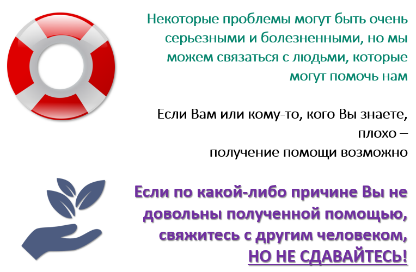 Некоторые проблемы могут быть очень
серьезными и болезненными, но мы
можем связаться с людьми, которые
могут помочь нам
Если Вам или кому-то, кого Вы знаете,
плохо –
получение помощи возможно
Если по какой-либо причине Вы не
довольны полученной помощью,
свяжитесь с другим человеком,
НО НЕ СДАВАЙТЕСЬ!